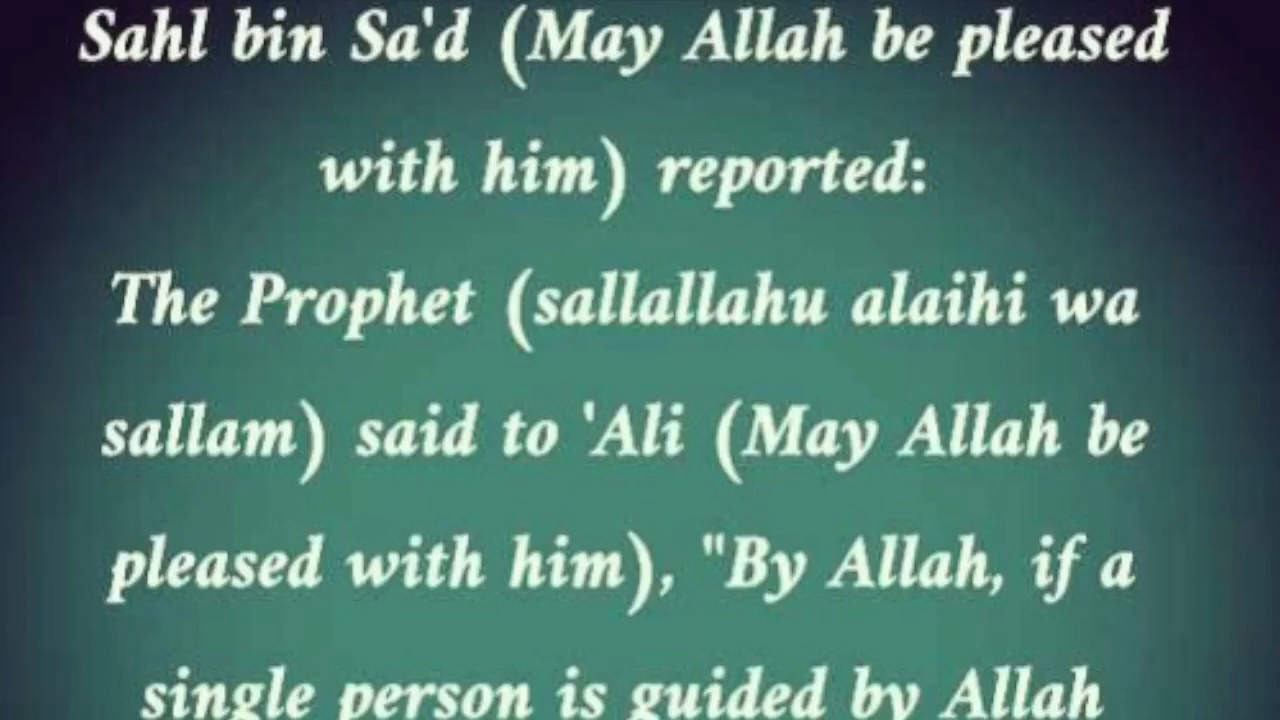 Sahl bin Sa'd (May Allah be pleased
with him) reported:
The Prophet (sallallahu alaihi wa
sallam) said to 'Ali (May Allah be
pleased with him), "By Allah, if a
single person is guided by Allah